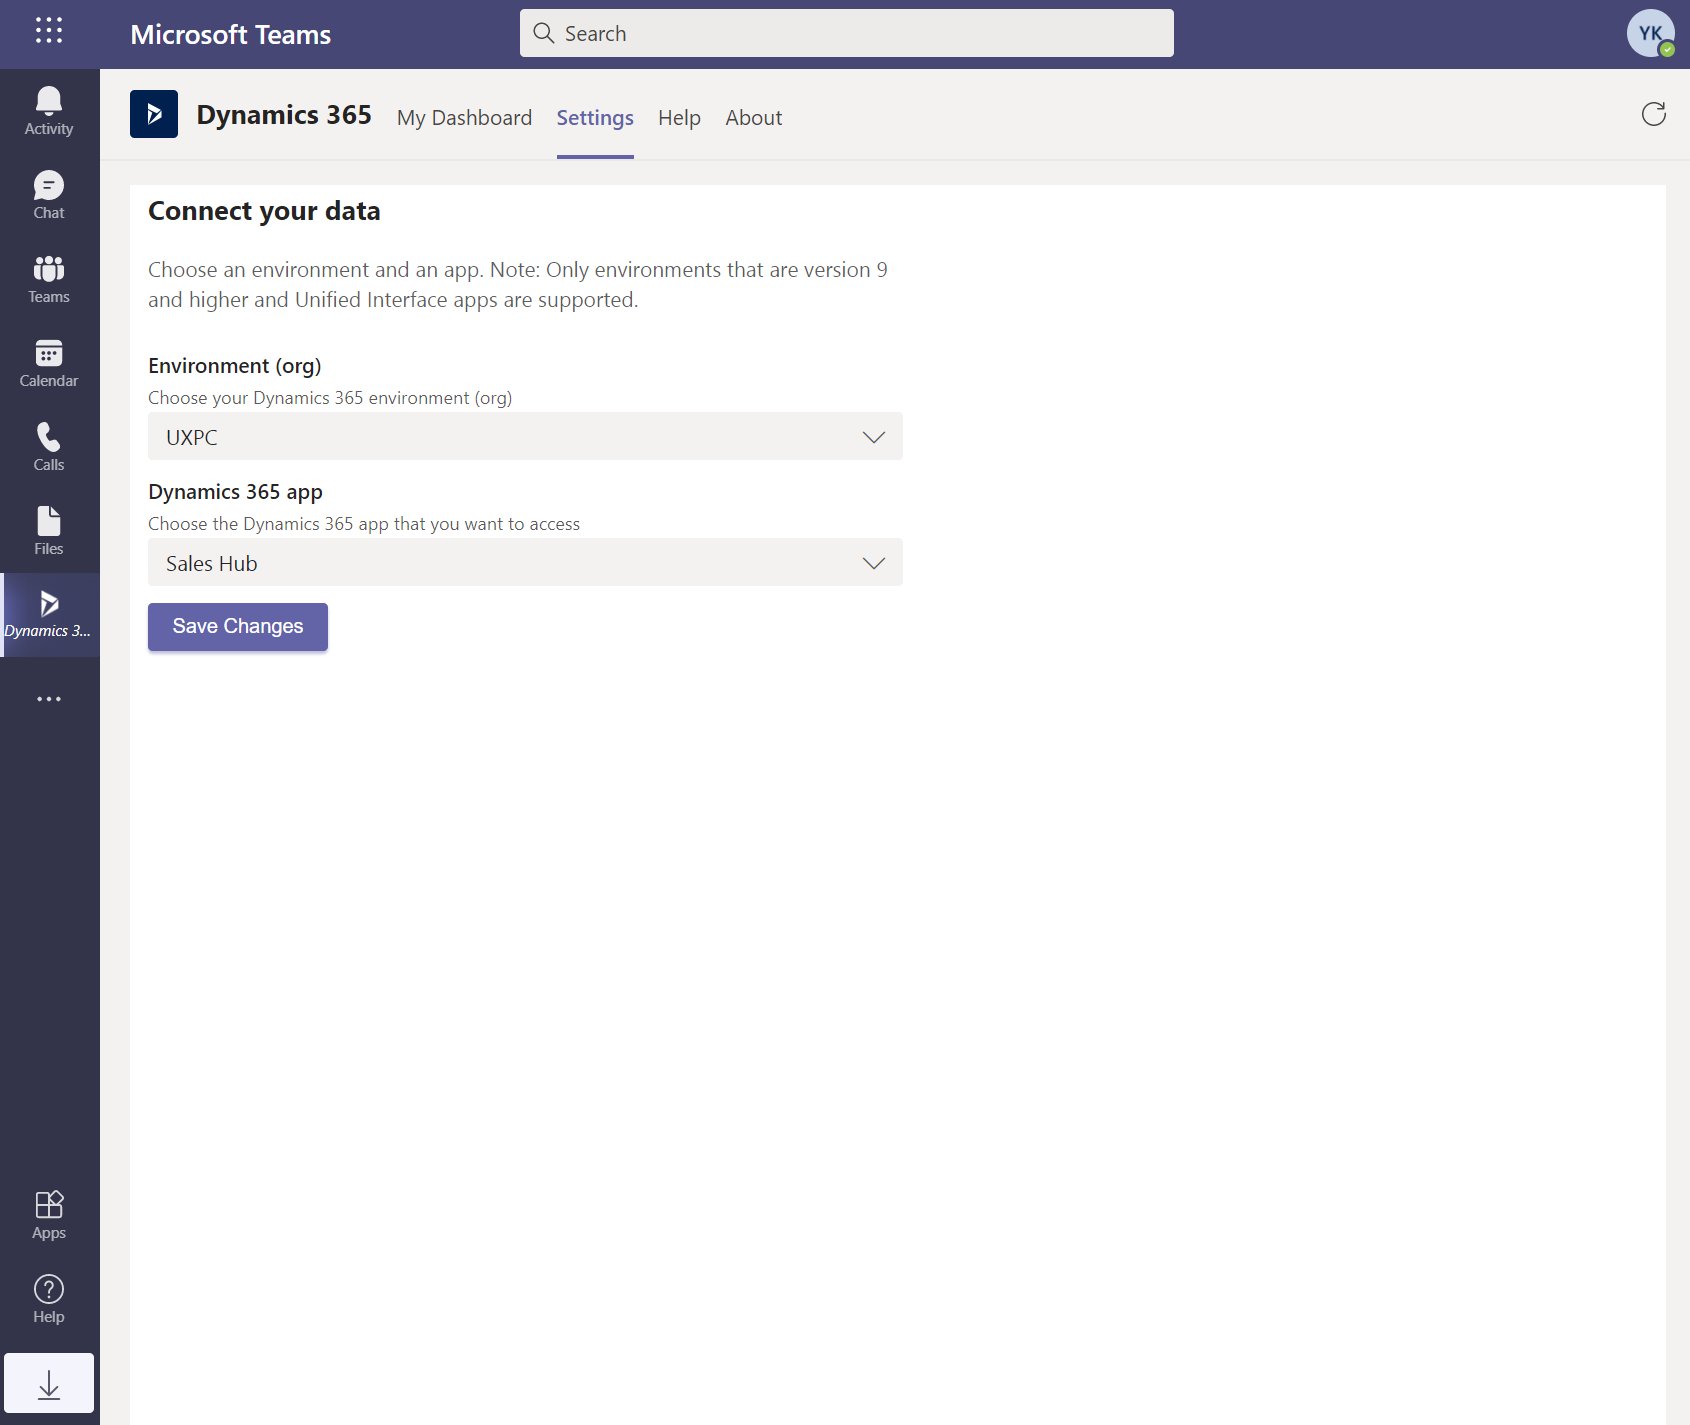 Microsoft Teams
Search
YK
Activity
Chat
Teams
Calendar
Calls
Files
Dynamics 3...
Apps
Help
Dynamics 365
My Dashboard
Settings
Help
About
Connect your data
Choose an environment and an app. Note: Only environments that are version 9
and higher and Unified Interface apps are supported.
Environment (org)
Choose your Dynamics 365 environment (org)
UXPC
Dynamics 365 app
Choose the Dynamics 365 app that you want to access
Sales Hub
Save Changes